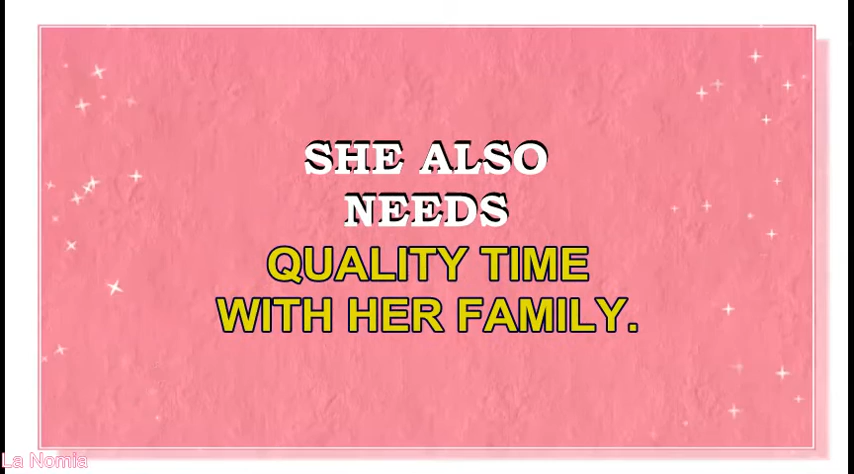 SHE ALSO
NEEDS
QUALITY TIME
WITH HER FAMILY.
La Nomia